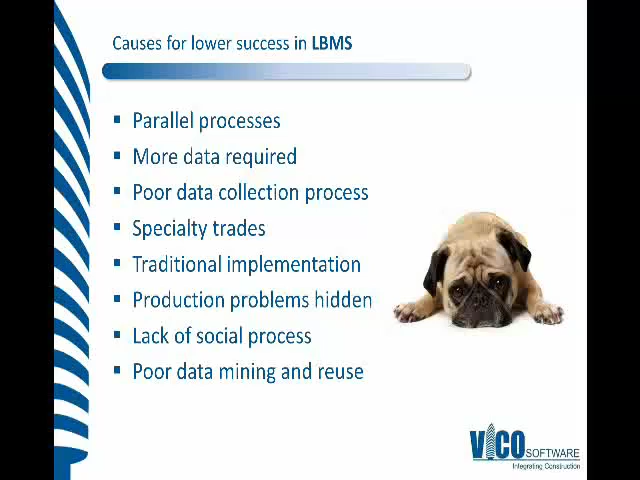 Causes for lower success in LBMS
Parallel processes
More data required
Poor data collection process
Specialty trades
Traditional implementation
Production problems hidden
Lack of social process
Poor data mining and reuse
VICO SOFTWARE
Integrating Construction